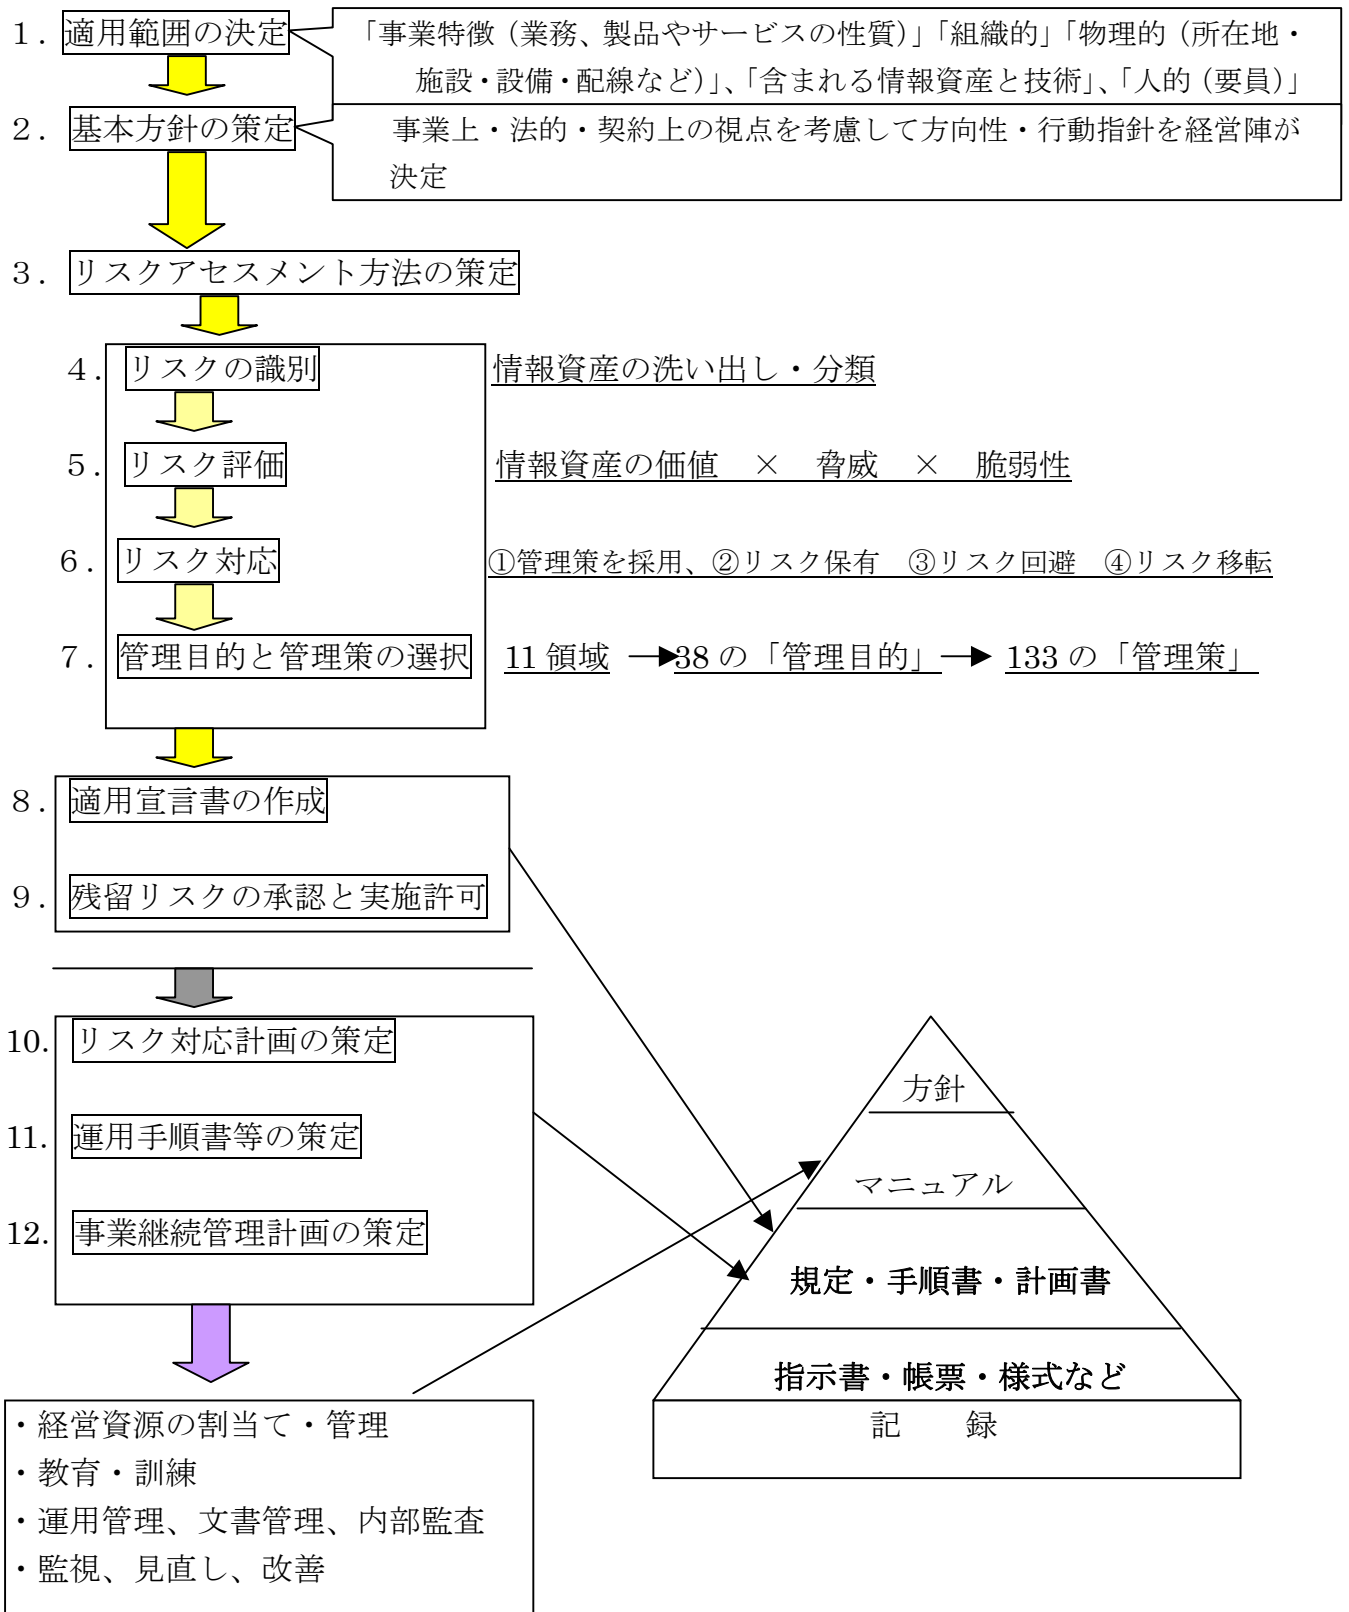 １．適用範囲の決定
「事業特徴（業務、製品やサービスの性質）」「組織的」「物理的（所在地・
施設・設備・配線など）」、「含まれる情報資産と技術」、「人的（要員）」
２．基本方針の策定
事業上・法的・契約上の視点を考慮して方向性・行動指針を経営陣が
決定
３．リスクアセスメント方法の策定
４．リスクの識別　情報資産の洗い出し・分類
５．リスク評価　情報資産の価値　×　脅威　×　脆弱性
６．リスク対応　①管理策を採用、②リスク保有　③リスク回避　④リスク移転
７．管理目的と管理策の選択　11 領域　38 の「管理目的」　133 の「管理策」
８．適用宣言書の作成
９．残留リスクの承認と実施許可
10. リスク対応計画の策定
11. 運用手順書等の策定
12. 事業継続管理計画の策定
方針
マニュアル
規定・手順書・計画書
指示書・帳票・様式など
記　　録
・経営資源の割当て・管理
・教育・訓練
・運用管理、文書管理、内部監査
・監視、見直し、改善